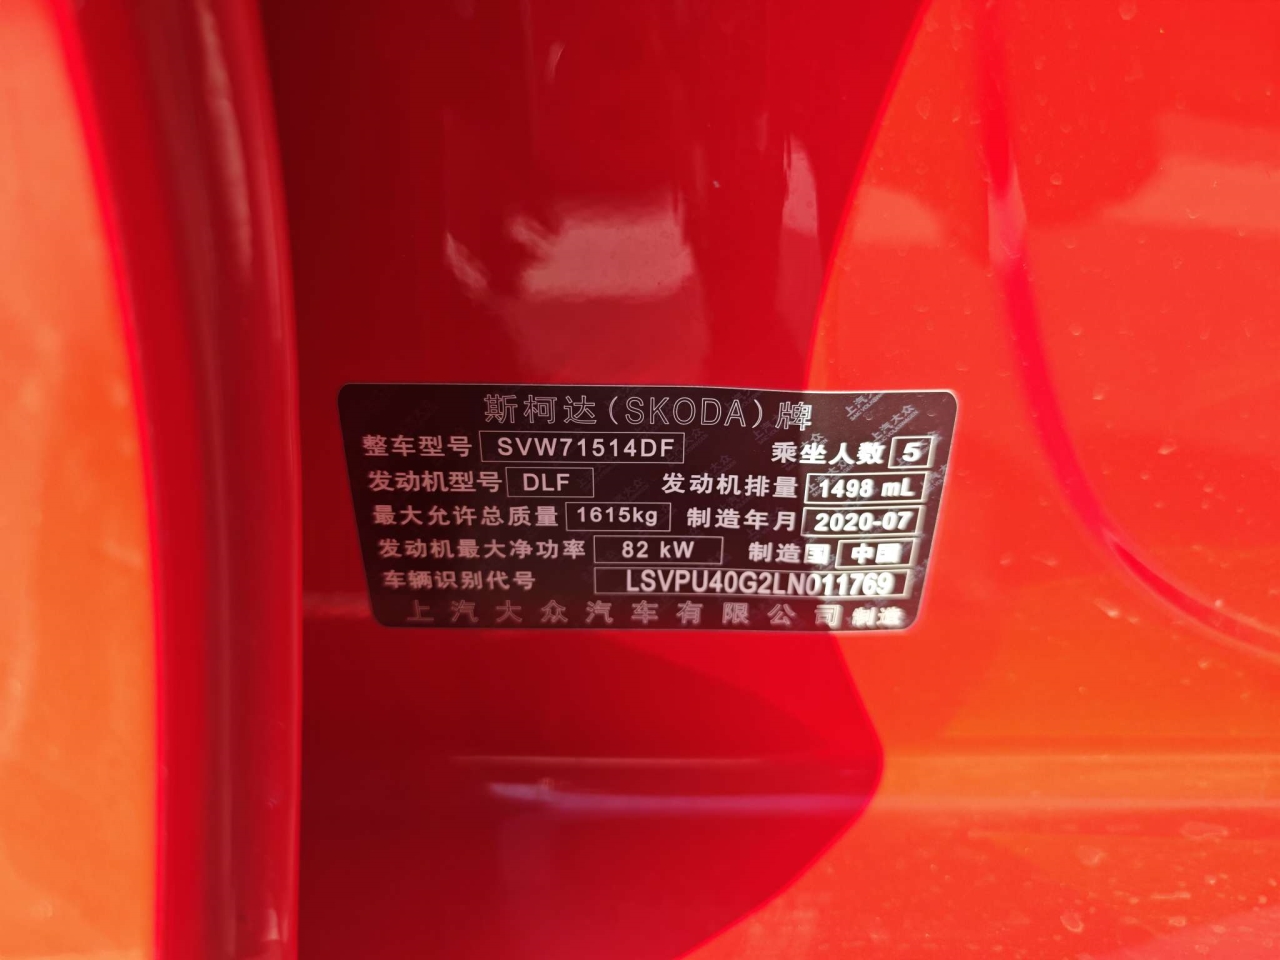 斯柯达(SKODA)牌
整车型号 SVW71514DF 乘坐人数 5
发动机型号 DLF 发动机排量 1498 mL
最大允许总质量 1615kg 制造年月 2020-07
发动机最大净功率 82 kW 制造国 中国
车辆识别代号 LSVPU40G2LN011769
上汽大众汽车有限公司 制造